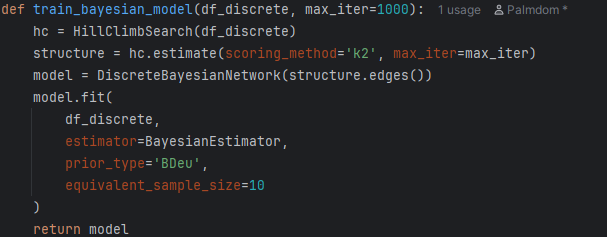 def train_bayesian_model(df_discrete, max_iter=1000):  1 usage  Palmdom *
    hc = HillClimbSearch(df_discrete)
    structure = hc.estimate(scoring_method='k2', max_iter=max_iter)
    model = DiscreteBayesianNetwork(structure.edges())
    model.fit(
        df_discrete,
        estimator=BayesianEstimator,
        prior_type='BDeu',
        equivalent_sample_size=10
    )
    return model